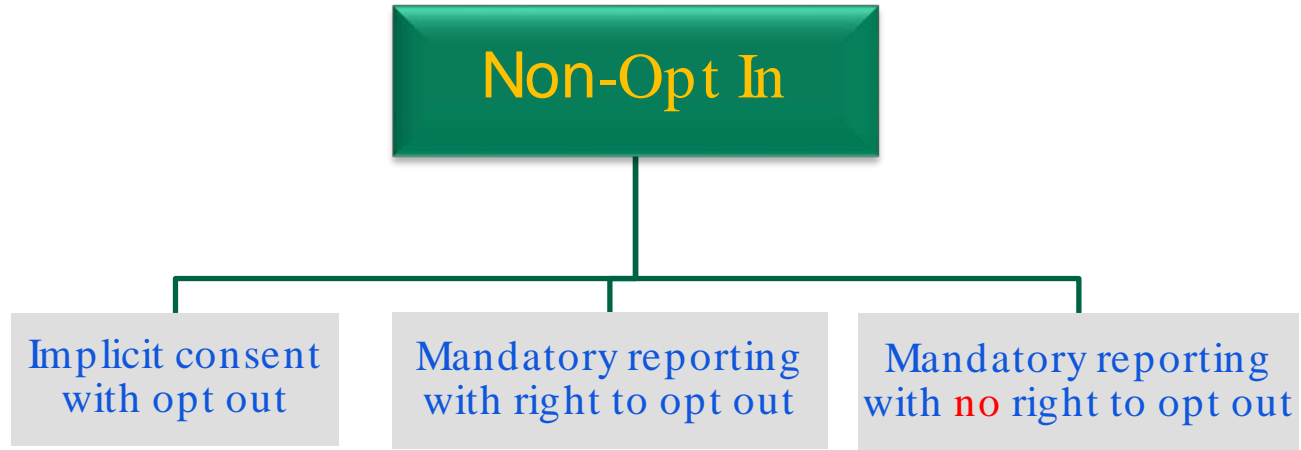 Non-Opt In
Implicit consent
with opt out
Mandatory reporting
with right to opt out
Mandatory reporting
with no right to opt out